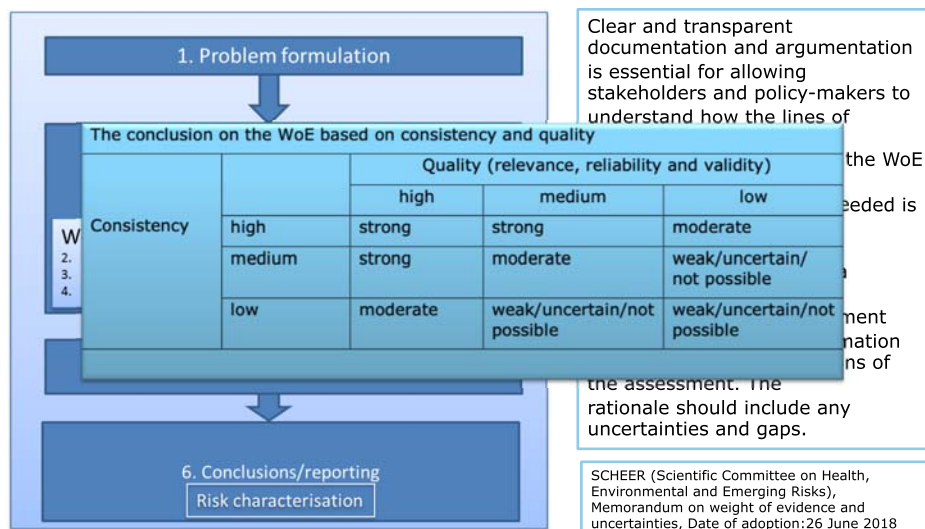 1. Problem formulation
W
2.
3.
4.
The conclusion on the WoE based on consistency and quality
Quality (relevance, reliability and validity)
high medium low
Consistency high strong strong moderate
medium strong moderate weak/uncertain/
not possible
low moderate weak/uncertain/not weak/uncertain/not
possible possible
6. Conclusions/reporting
Risk characterisation
Clear and transparent
documentation and argumentation
is essential for allowing
stakeholders and policy-makers to
understand how the lines of
the WoE
eeded is
a
ment
mation
ns of
the assessment. The
rationale should include any
uncertainties and gaps.
SCHEER (Scientific Committee on Health,
Environmental and Emerging Risks),
Memorandum on weight of evidence and
uncertainties, Date of adoption:26 June 2018